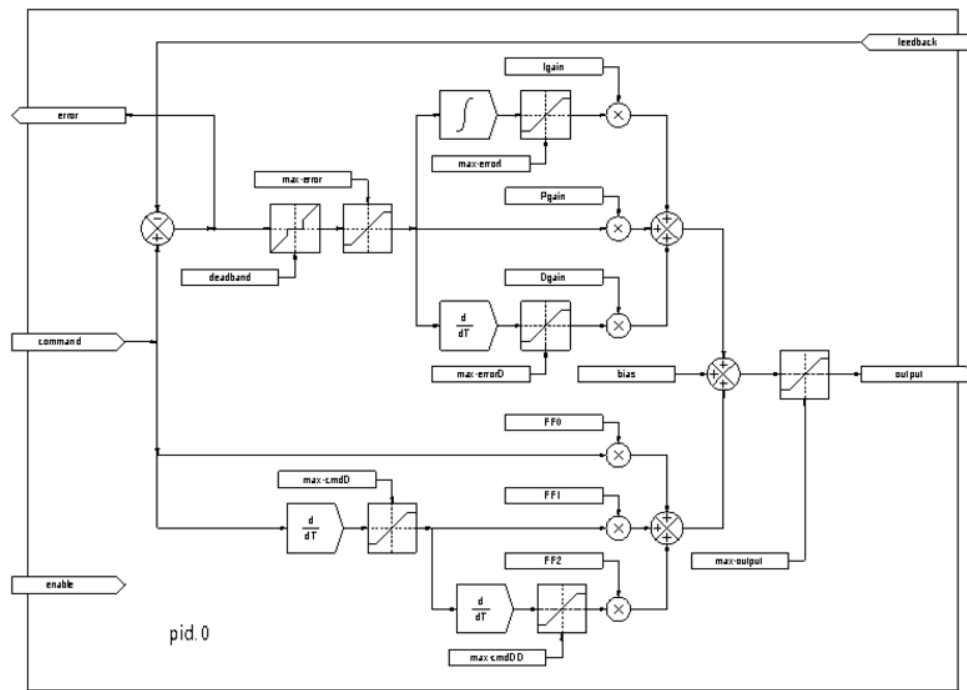 feedback
Igain
error
max-errorI
max-error
Pgain
-
+
+
+
+
deadband
Dgain
command
d
dT
max-errorD
bias
+
+
+
output
FF0
max-cmdD
FF1
d
dT
+
+
+
FF2
max-output
enable
d
dT
pid.0
max-cmdDD